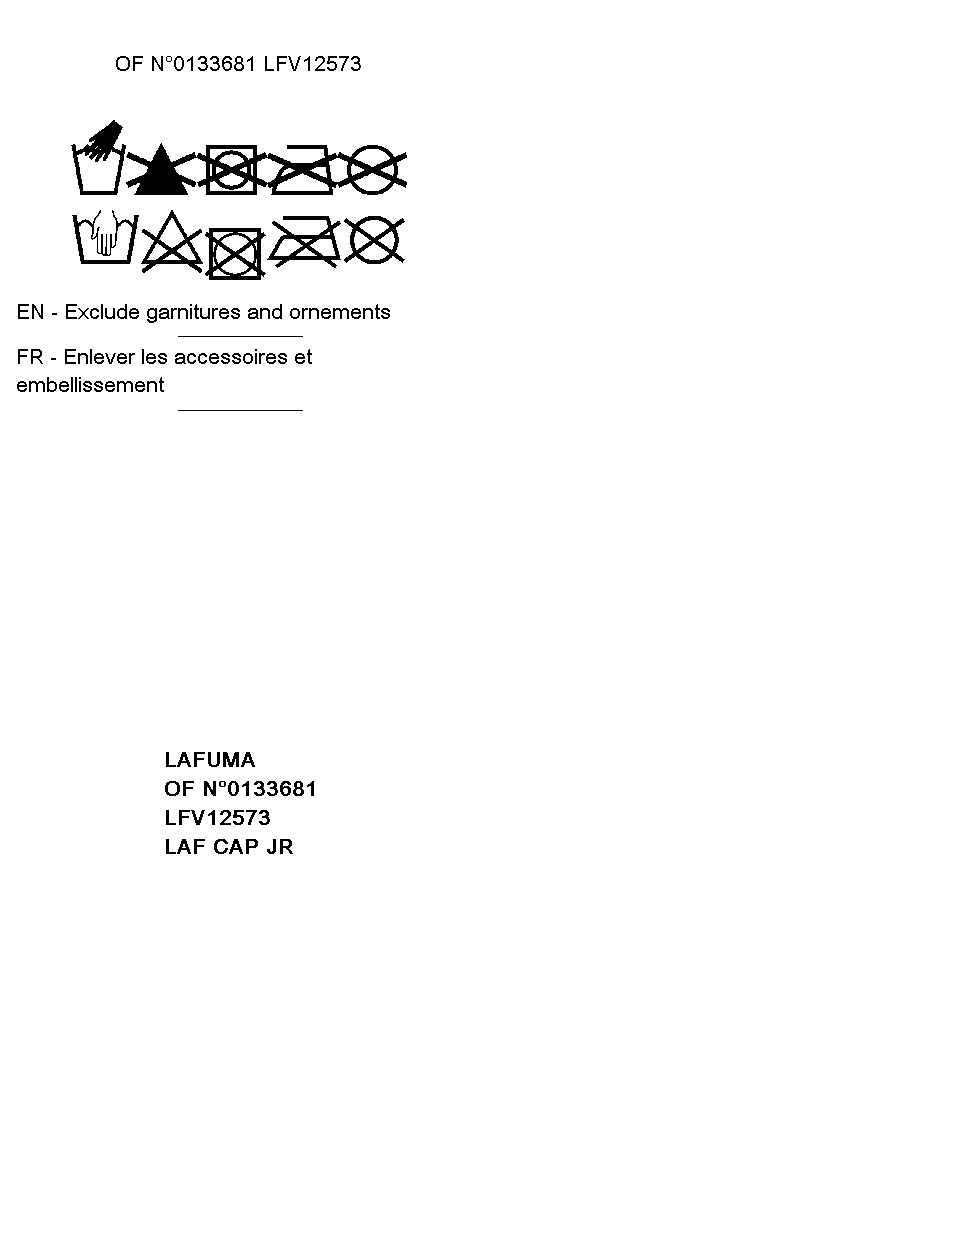 OF N°0133681 LFV12573
EN - Exclude garnitures and ornements
FR - Enlever les accessoires et
embellissement
LAFUMA
OF N°0133681
LFV12573
LAF CAP JR